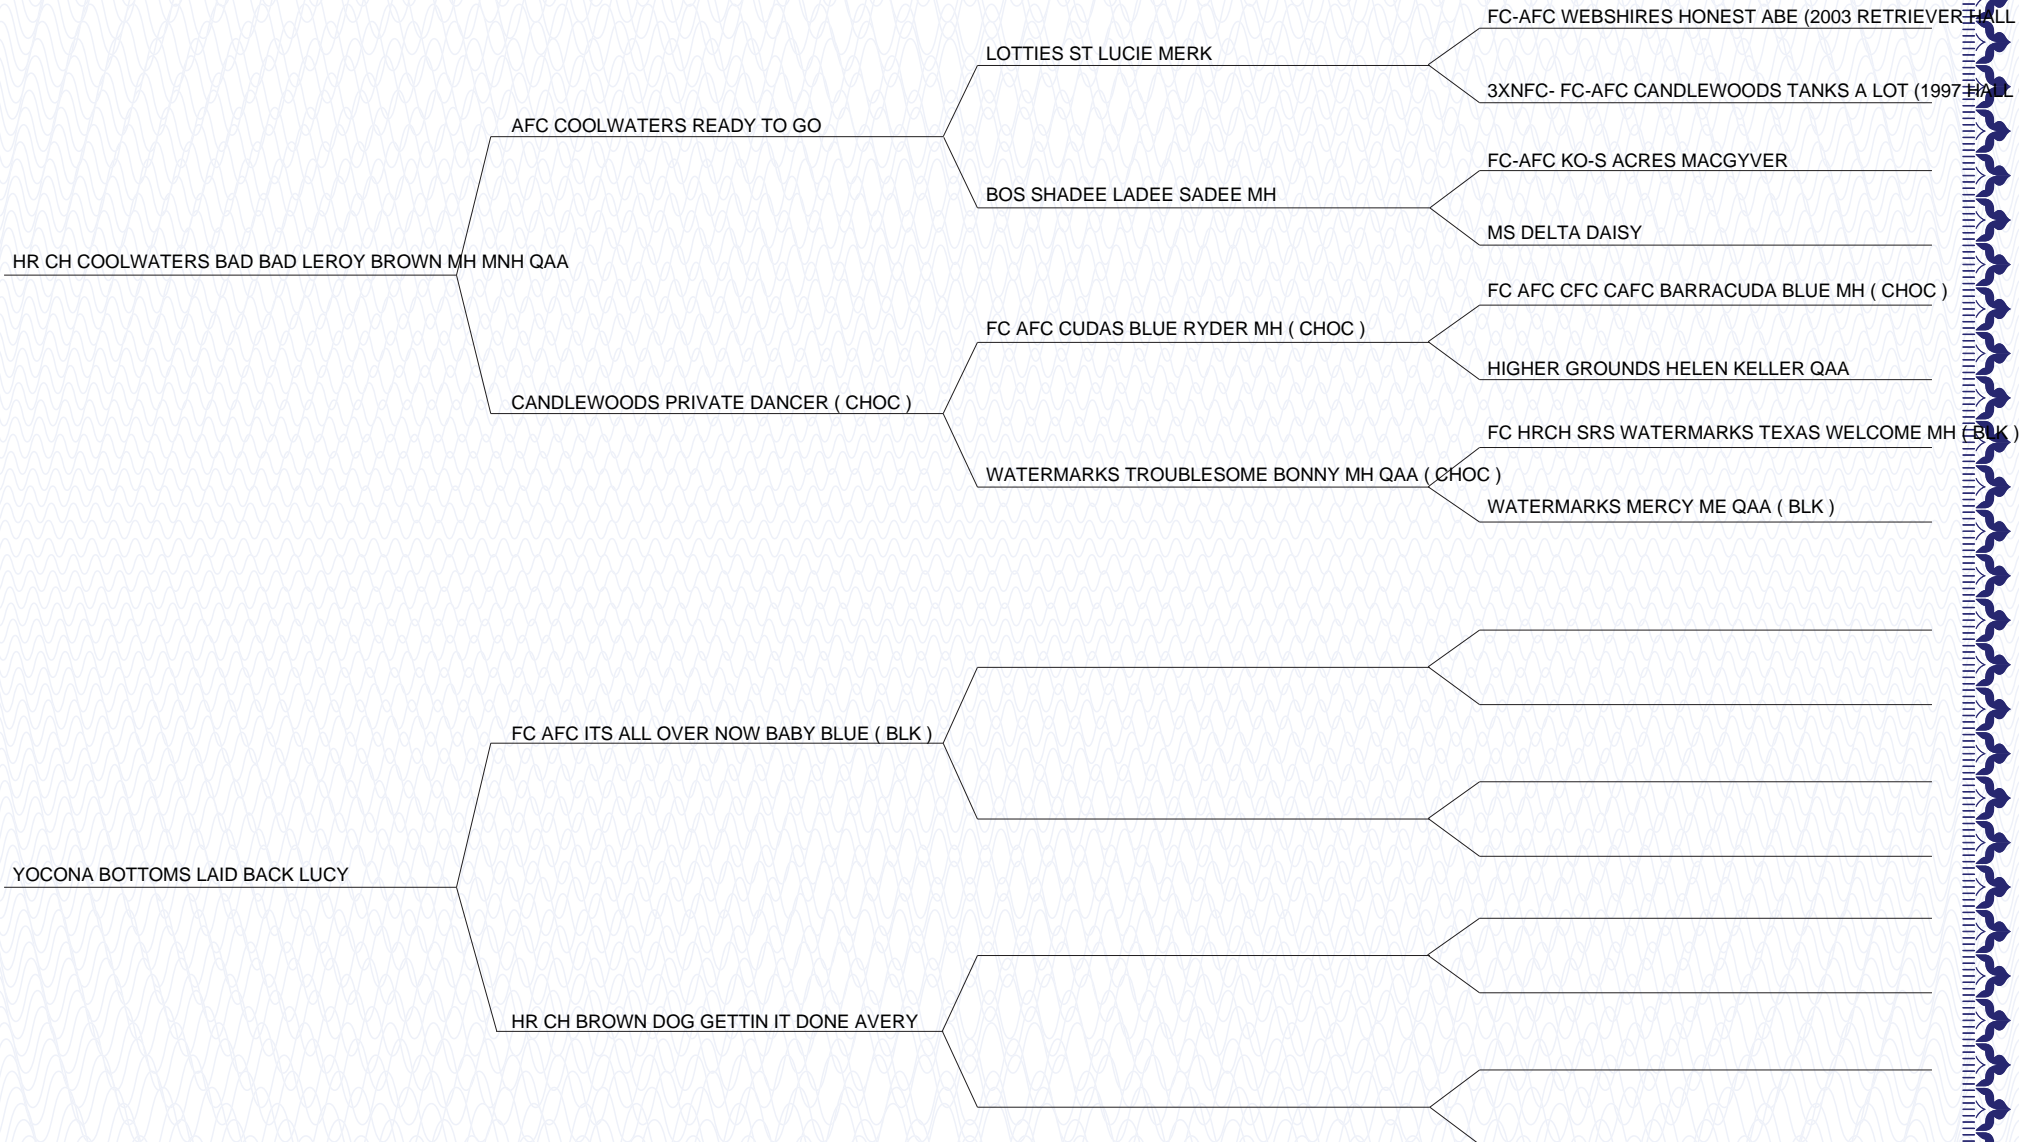 FC-AFC WEBSHIRES HONEST ABE (2003 RETRIEVER HALL
LOTTIES ST LUCIE MERK
3XNFC- FC-AFC CANDLEWOODS TANKS A LOT (1997 HALL
AFC COOLWATERS READY TO GO
FC-AFC KO-S ACRES MACGYVER
BOS SHADEE LADEE SADEE MH
MS DELTA DAISY
HR CH COOLWATERS BAD BAD LEROY BROWN MH MNH QAA
FC AFC CFC CAFC BARRACUDA BLUE MH ( CHOC )
FC AFC CUDAS BLUE RYDER MH ( CHOC )
HIGHER GROUNDS HELEN KELLER QAA
CANDLEWOODS PRIVATE DANCER ( CHOC )
FC HRCH SRS WATERMARKS TEXAS WELCOME MH ( BLK )
WATERMARKS TROUBLESOME BONNY MH QAA ( CHOC )
WATERMARKS MERCY ME QAA ( BLK )
FC AFC ITS ALL OVER NOW BABY BLUE ( BLK )
YOCONA BOTTOMS LAID BACK LUCY
HR CH BROWN DOG GETTIN IT DONE AVERY